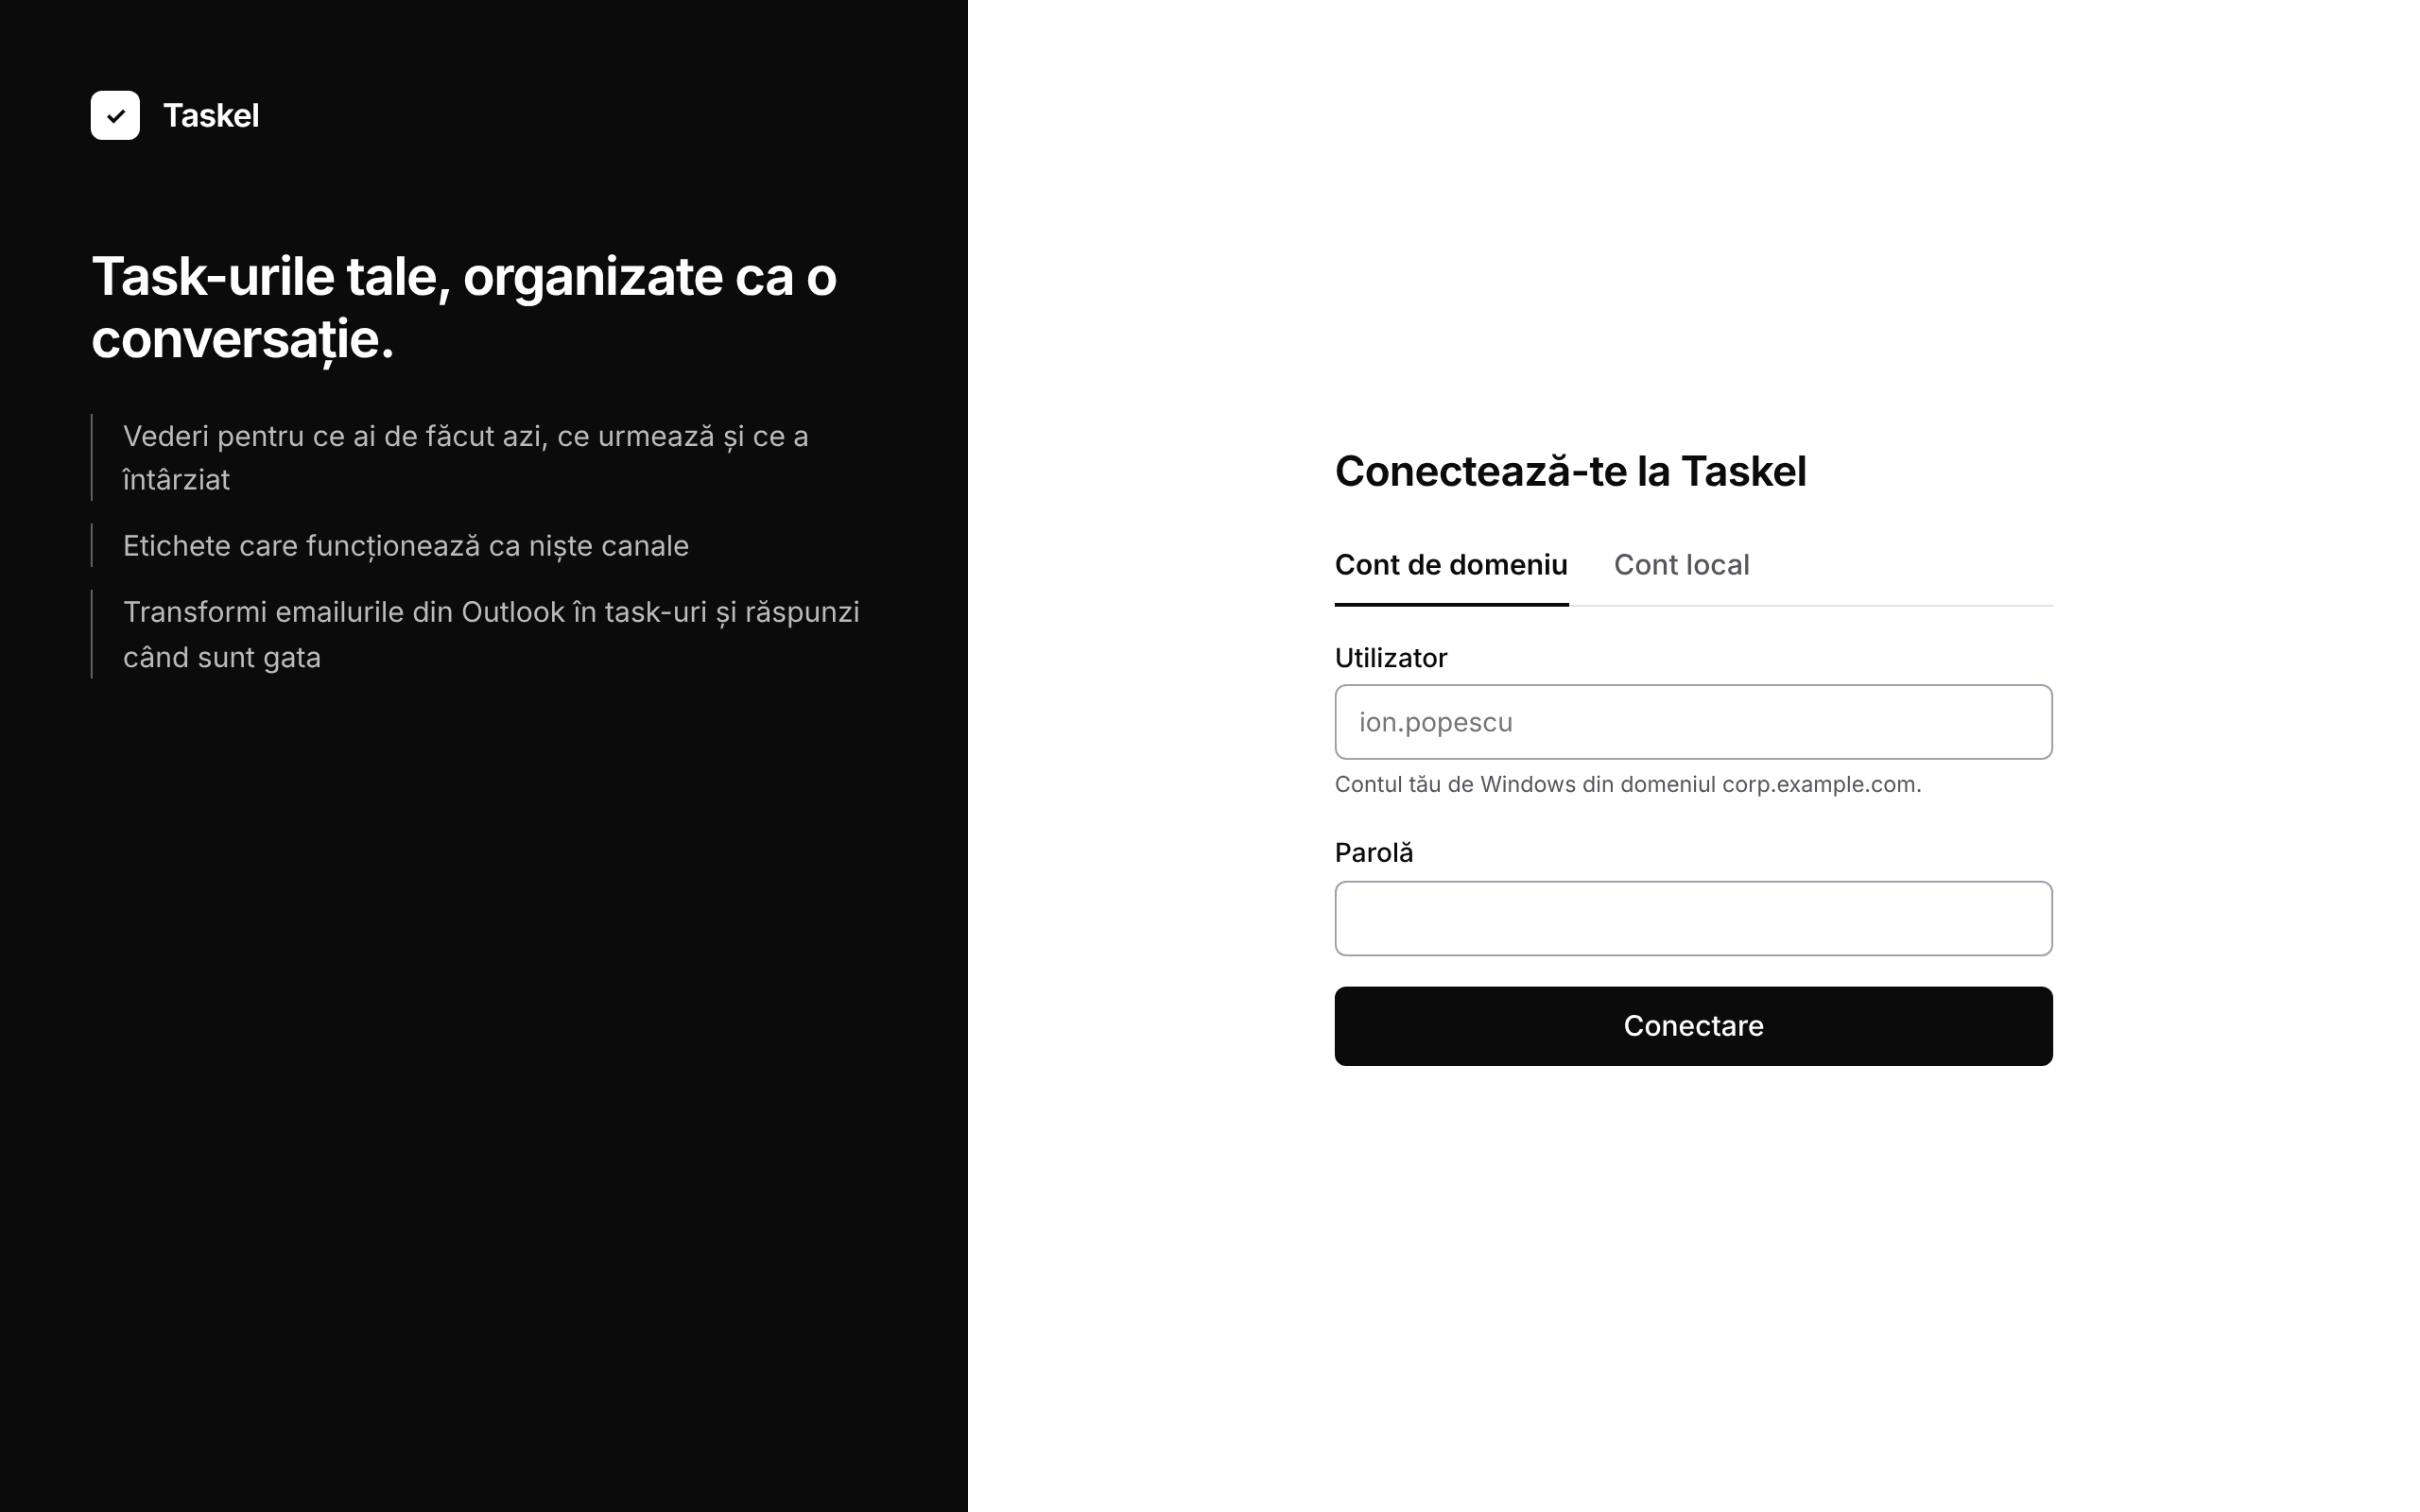 Taskel
Task-urile tale, organizate ca o
conversație.
Vederi pentru ce ai de făcut azi, ce urmează și ce a
întârziat
Etichete care funcționează ca niște canale
Transformi emailurile din Outlook în task-uri și răspunzi
când sunt gata
Conectează-te la Taskel
Cont de domeniu Cont local
Utilizator
ion.popescu
Contul tău de Windows din domeniul corp.example.com.
Parolă
Conectare